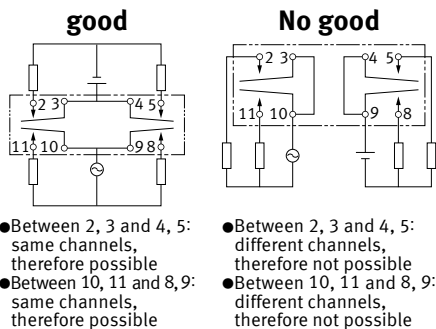 good
No good
2 3 4 5
11 10 9 8
2 3 4 5
11 10 9 8
●Between 2, 3 and 4, 5:
same channels,
therefore possible
●Between 10, 11 and 8,9:
same channels,
therefore possible
●Between 2, 3 and 4, 5:
different channels,
therefore not possible
●Between 10, 11 and 8, 9:
different channels,
therefore not possible